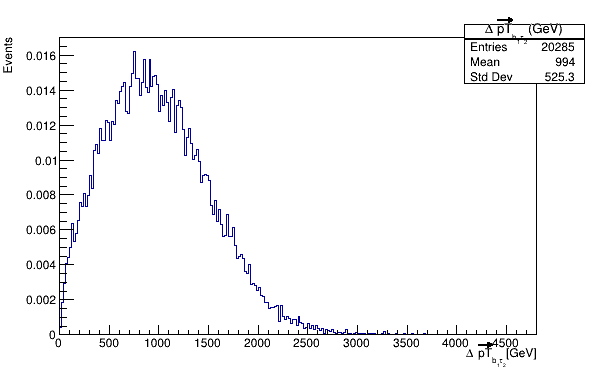 Δ pT b₁τ₂ (GeV)
Entries 20285
Mean 994
Std Dev 525.3
Events
0.016
0.014
0.012
0.01
0.008
0.006
0.004
0.002
0
0 500 1000 1500 2000 2500 3000 3500 4000 4500
Δ pT b₁τ₂ [GeV]